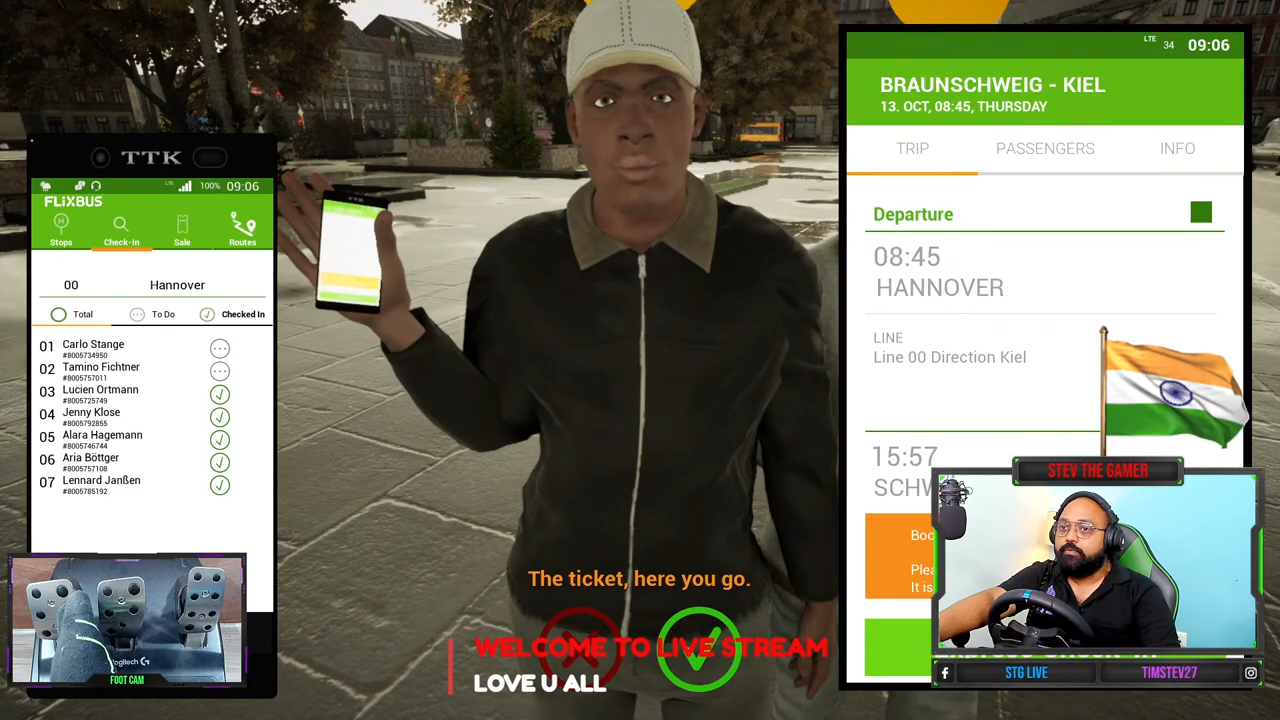 TTK
LTE
100%
09:06
FLiXBUS
Stops
Check-In
Sale
Routes
00 Hannover
Total
To Do
Checked In
01 Carlo Stange
#8005734950
02 Tamino Fichtner
#8005757011
03 Lucien Ortmann
#8005725749
04 Jenny Klose
#8005792855
05 Alara Hagemann
#8005746744
06 Aria Böttger
#8005757108
07 Lennard Janßen
#8005785192
logitech G
FOOT CAM
The ticket, here you go.
WELCOME TO LIVE STREAM
LOVE U ALL
LTE 34 09:06
BRAUNSCHWEIG - KIEL
13. OCT, 08:45, THURSDAY
TRIP PASSENGERS INFO
Departure
08:45
HANNOVER
LINE
Line 00 Direction Kiel
15:57
STEV THE GAMER
It is
STG LIVE
TIMSTEV27